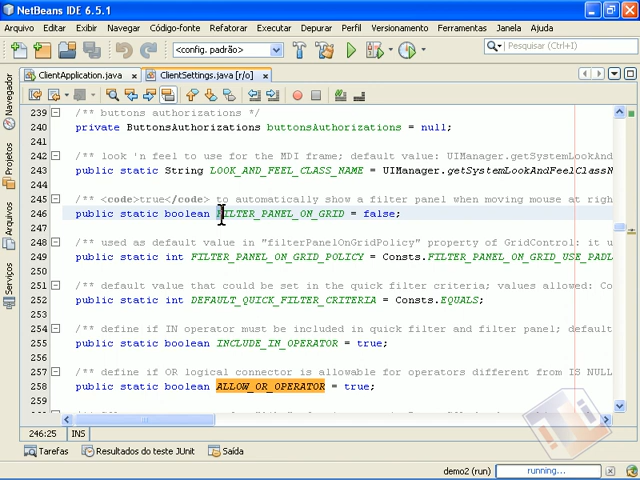 NetBeans IDE 6.5.1
Arquivo Editar Exibir Navegar Código-fonte Refatorar Executar Depurar Perfil Versionamento Ferramentas Janela Ajuda
<config. padrão> Pesquisar (Ctrl+I)
ClientApplication.java ClientSettings.java [r/o]
Navegador
Projetos
Arquivos
Serviços
239 /** buttons authorizations */
240 private ButtonsAuthorizations buttonsAuthorizations = null;
241
242 /** look 'n feel to use for the MDI frame; default value: UIManager.getSystemLookAnd
243 public static String LOOK_AND_FEEL_CLASS_NAME = UIManager.getSystemLookAndFeelClassN
244
245 /** <code>true</code> to automatically show a filter panel when moving mouse at righ
246 public static boolean FILTER_PANEL_ON_GRID = false;
247
248 /** used as default value in "filterPanelOnGridPolicy" property of GridControl: it u
249 public static int FILTER_PANEL_ON_GRID_POLICY = Consts.FILTER_PANEL_ON_GRID_USE_PADL
250
251 /** default value that could be set in the quick filter criteria; values allowed: Co
252 public static int DEFAULT_QUICK_FILTER_CRITERIA = Consts.EQUALS;
253
254 /** define if IN operator must be included in quick filter and filter panel; default
255 public static boolean INCLUDE_IN_OPERATOR = true;
256
257 /** define if OR logical connector is allowable for operators different from IS NULL
258 public static boolean ALLOW_OR_OPERATOR = true;
246:25 INS
Tarefas Resultados do teste JUnit Saída
demo2 (run) running...